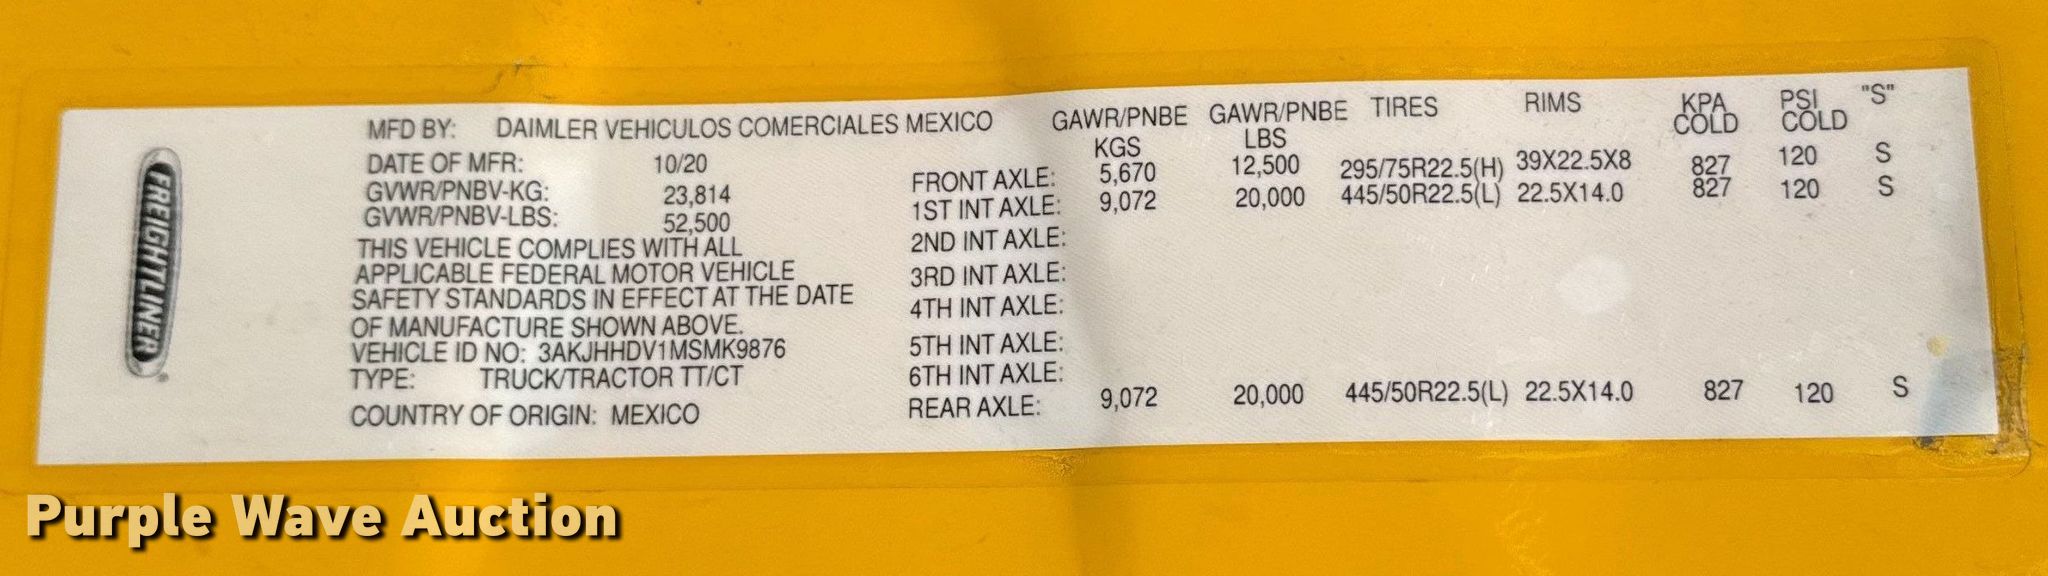 FREIGHTLINER
MFD BY: DAIMLER VEHICULOS COMERCIALES MEXICO
DATE OF MFR: 10/20
GVWR/PNBV-KG: 23,814
GVWR/PNBV-LBS: 52,500
THIS VEHICLE COMPLIES WITH ALL
APPLICABLE FEDERAL MOTOR VEHICLE
SAFETY STANDARDS IN EFFECT AT THE DATE
OF MANUFACTURE SHOWN ABOVE.
VEHICLE ID NO: 3AKJHHDV1MSMK9876
TYPE: TRUCK/TRACTOR TT/CT
COUNTRY OF ORIGIN: MEXICO
GAWR/PNBE KGS GAWR/PNBE LBS TIRES RIMS KPA COLD PSI COLD "S"
FRONT AXLE: 5,670 12,500 295/75R22.5(H) 39X22.5X8 827 120 S
1ST INT AXLE: 9,072 20,000 445/50R22.5(L) 22.5X14.0 827 120 S
2ND INT AXLE:
3RD INT AXLE:
4TH INT AXLE:
5TH INT AXLE:
6TH INT AXLE:
REAR AXLE: 9,072 20,000 445/50R22.5(L) 22.5X14.0 827 120 S
Purple Wave Auction